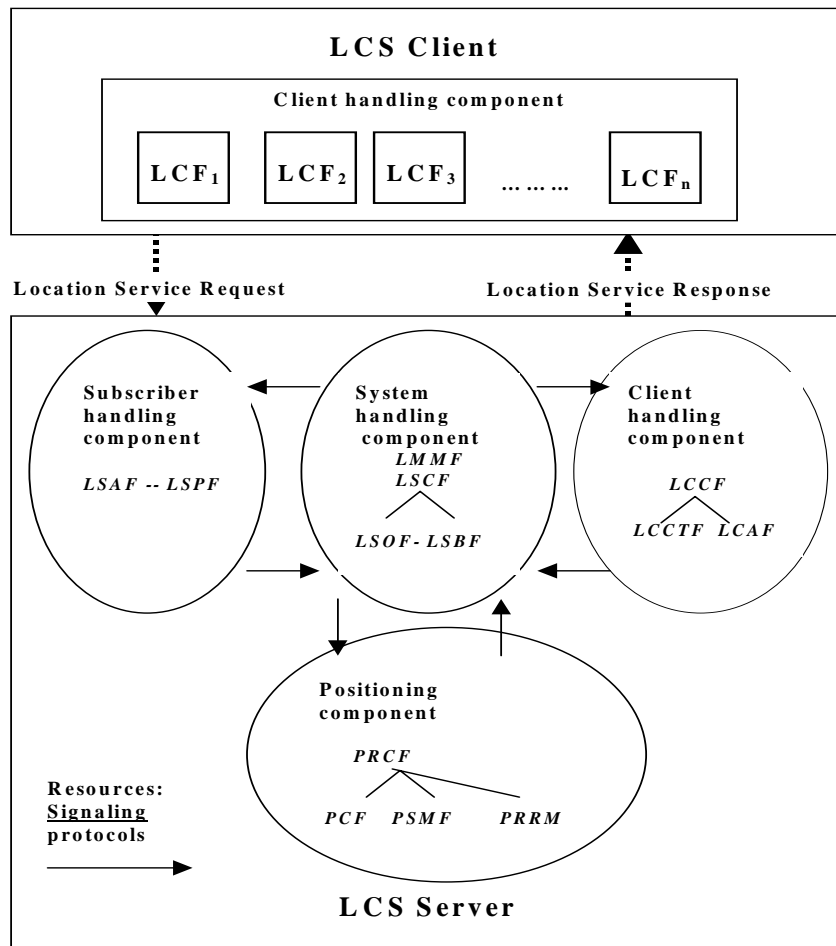 LCS Client
Client handling component
LCF1 LCF2 LCF3 ... ... ... LCFn
Location Service Request
Location Service Response
Subscriber
handling
component
LSAF -- LSPF
System
handling
component
LMMF
LSCF
LSOF - LSBF
Client
handling
component
LCCF
LCCTF LCAF
Positioning
component
PRCF
PCF PSMF PRRM
Resources:
Signaling
protocols
LCS Server